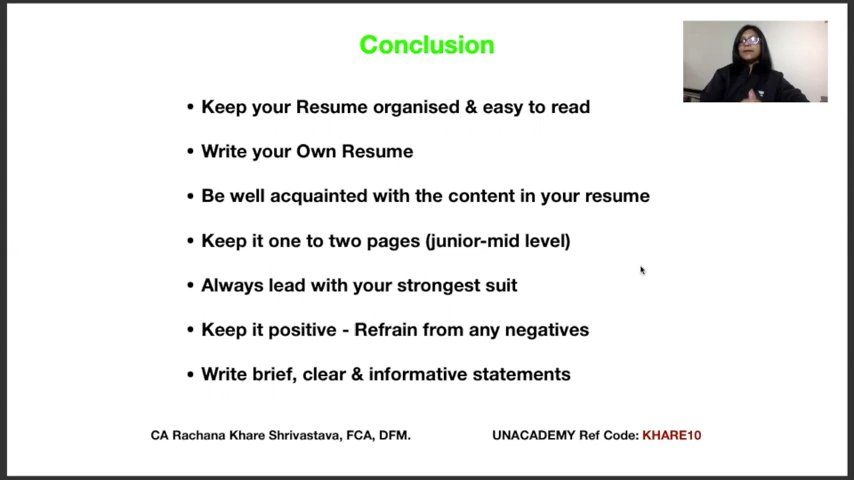 Conclusion
• Keep your Resume organised & easy to read
• Write your Own Resume
• Be well acquainted with the content in your resume
• Keep it one to two pages (junior-mid level)
• Always lead with your strongest suit
• Keep it positive - Refrain from any negatives
• Write brief, clear & informative statements
CA Rachana Khare Shrivastava, FCA, DFM. UNACADEMY Ref Code: KHARE10